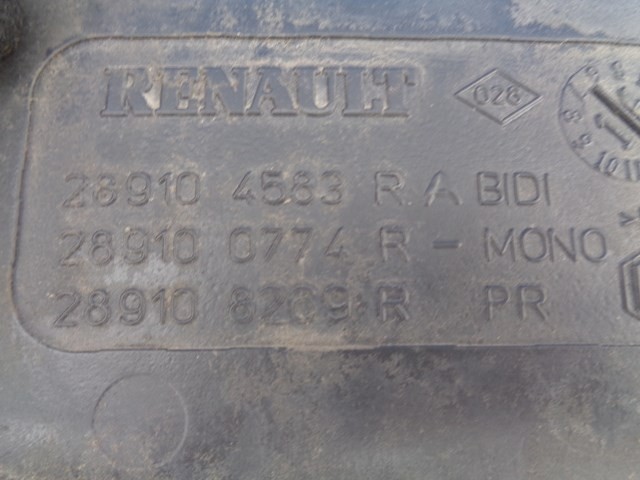 RENAULT 028
28910 4583 R. A BIDI
28910 0774 R - MONO
28910 8209 R PR